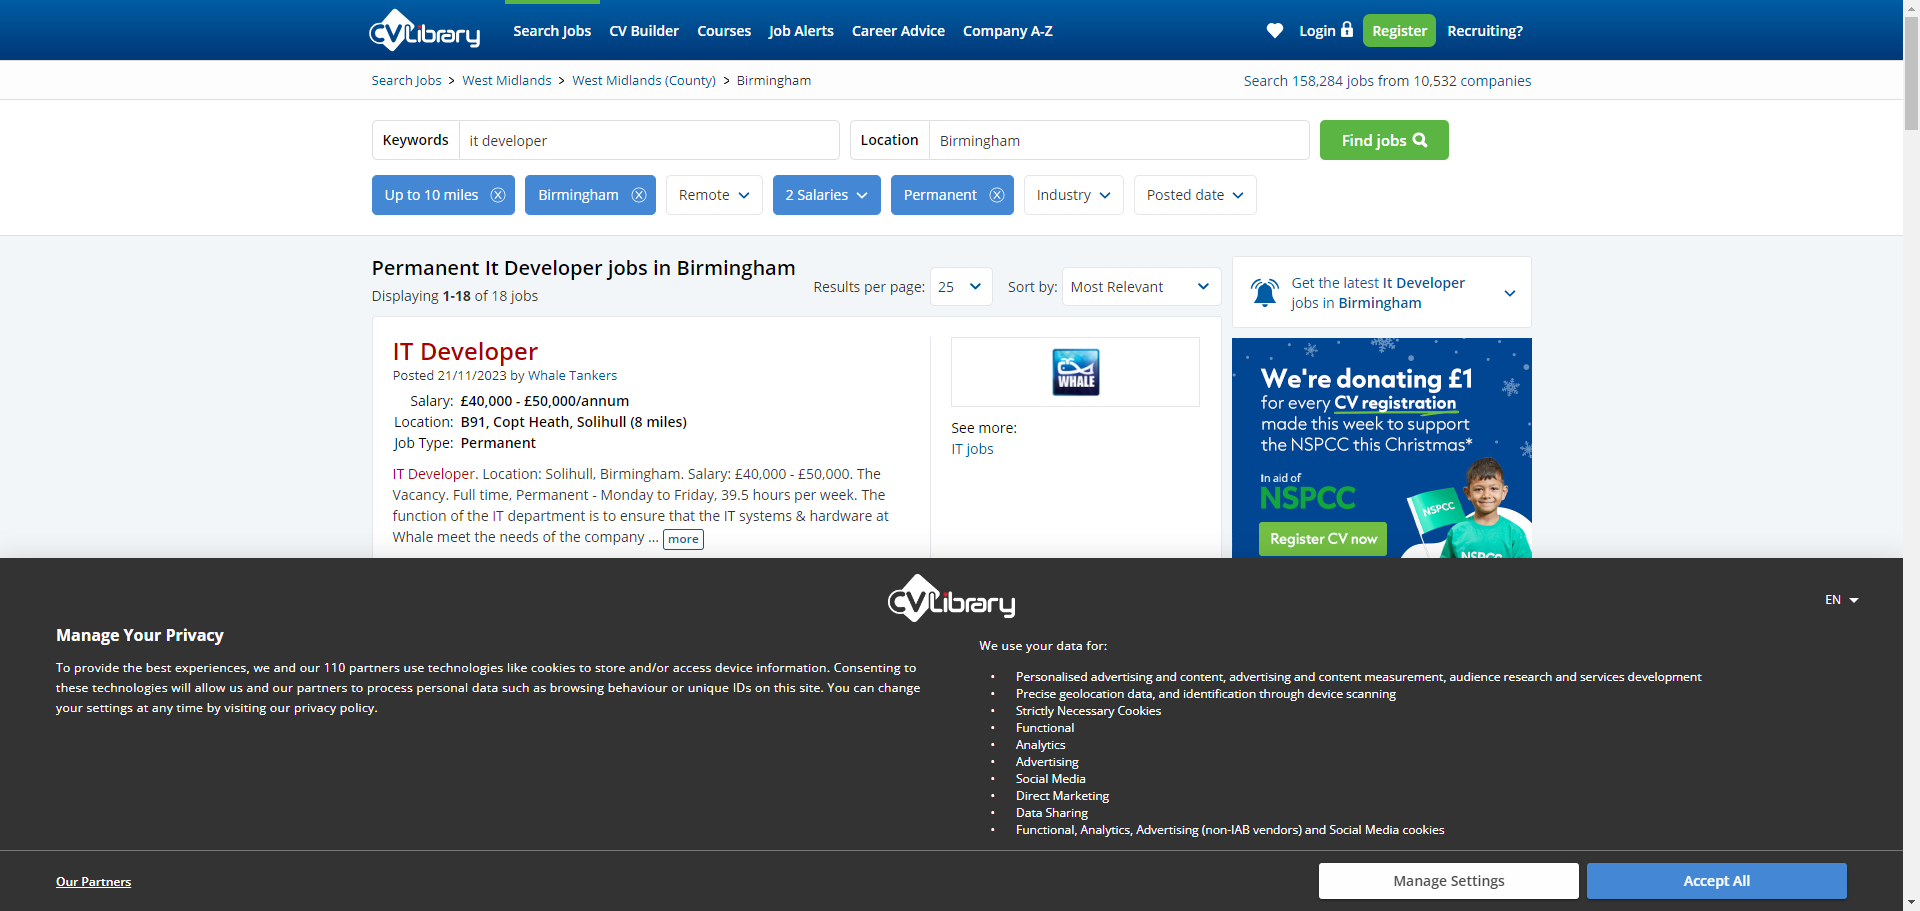 CVLibrary
Search Jobs CV Builder Courses Job Alerts Career Advice Company A-Z Login Register Recruiting?
Search Jobs > West Midlands > West Midlands (County) > Birmingham
Search 158,284 jobs from 10,532 companies
Keywords it developer Location Birmingham Find jobs
Up to 10 miles Birmingham Remote 2 Salaries Permanent Industry Posted date
Permanent It Developer jobs in Birmingham
Displaying 1-18 of 18 jobs
Results per page: 25 Sort by: Most Relevant
IT Developer
Posted 21/11/2023 by Whale Tankers
Salary: £40,000 - £50,000/annum
Location: B91, Copt Heath, Solihull (8 miles)
Job Type: Permanent
IT Developer. Location: Solihull, Birmingham. Salary: £40,000 - £50,000. The
Vacancy. Full time, Permanent - Monday to Friday, 39.5 hours per week. The
function of the IT department is to ensure that the IT systems & hardware at
Whale meet the needs of the company ... more
WHALE
See more:
IT jobs
Get the latest It Developer
jobs in Birmingham
We're donating £1
for every CV registration
made this week to support
the NSPCC this Christmas*
In aid of
NSPCC
Register CV now
NSPCC
NSPCC
CVLibrary
EN
Manage Your Privacy
To provide the best experiences, we and our 110 partners use technologies like cookies to store and/or access device information. Consenting to
these technologies will allow us and our partners to process personal data such as browsing behaviour or unique IDs on this site. You can change
your settings at any time by visiting our privacy policy.
We use your data for:
• Personalised advertising and content, advertising and content measurement, audience research and services development
• Precise geolocation data, and identification through device scanning
• Strictly Necessary Cookies
• Functional
• Analytics
• Advertising
• Social Media
• Direct Marketing
• Data Sharing
• Functional, Analytics, Advertising (non-IAB vendors) and Social Media cookies
Our Partners
Manage Settings
Accept All